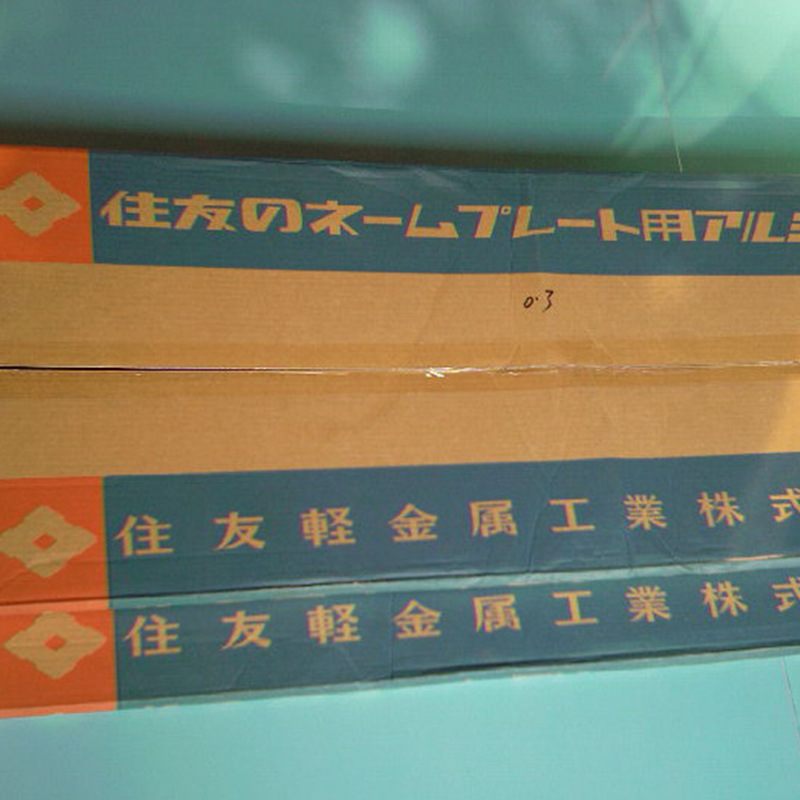 住友のネームプレート用アルミ
0.3
住友軽金属工業株式
住友軽金属工業株式